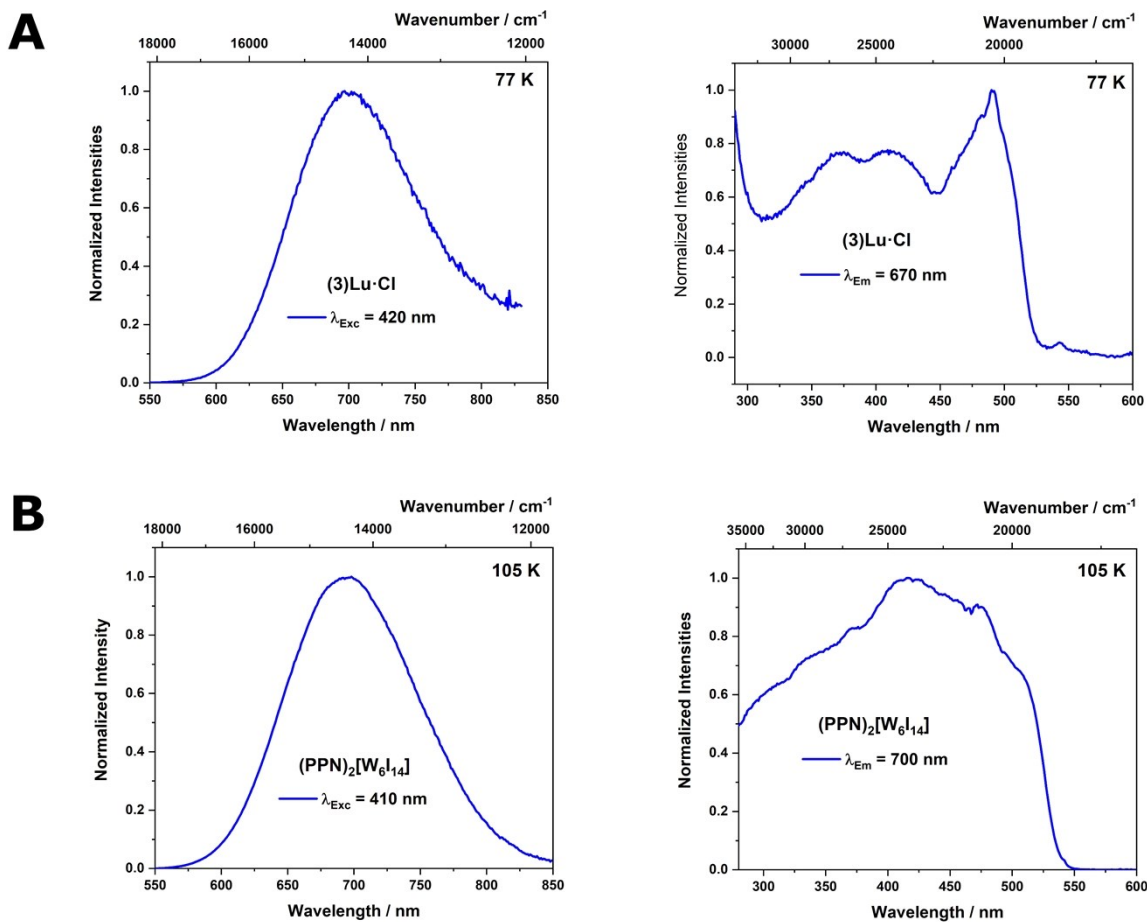 A
Wavenumber / cm⁻¹
18000 16000 14000 12000
77 K
Normalized Intensities
1.0
0.8
0.6
0.4
0.2
0.0
(3)Lu·Cl
λExc = 420 nm
550 600 650 700 750 800 850
Wavelength / nm
Wavenumber / cm⁻¹
30000 25000 20000
77 K
Normalized Intensities
1.0
0.8
0.6
0.4
0.2
0.0
(3)Lu·Cl
λEm = 670 nm
300 350 400 450 500 550 600
Wavelength / nm
B
Wavenumber / cm⁻¹
18000 16000 14000 12000
105 K
Normalized Intensity
1.0
0.8
0.6
0.4
0.2
0.0
(PPN)₂[W₆I₁₄]
λExc = 410 nm
550 600 650 700 750 800 850
Wavelength / nm
Wavenumber / cm⁻¹
35000 30000 25000 20000
105 K
Normalized Intensities
1.0
0.8
0.6
0.4
0.2
0.0
(PPN)₂[W₆I₁₄]
λEm = 700 nm
300 350 400 450 500 550 600
Wavelength / nm